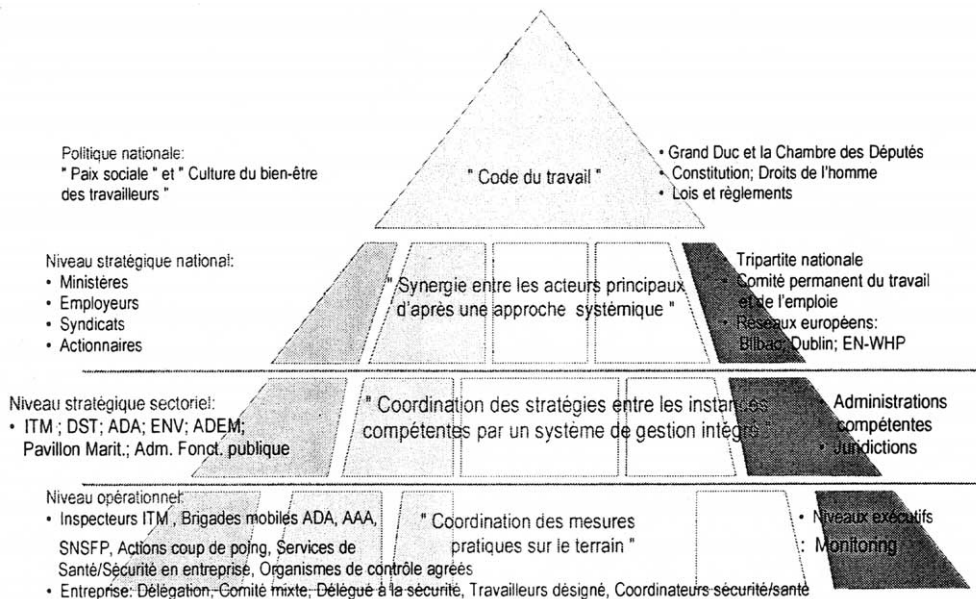 Politique nationale:
" Paix sociale " et " Culture du bien-être
des travailleurs "
" Code du travail "
• Grand Duc et la Chambre des Députés
• Constitution; Droits de l'homme
• Lois et règlements
Niveau stratégique national:
• Ministères
• Employeurs
• Syndicats
• Actionnaires
" Synergie entre les acteurs principaux
d'après une approche systémique "
• Tripartite nationale
• Comité permanent du travail
et de l'emploie
• Réseaux européens:
Bilbao; Dublin; EN-WHP
Niveau stratégique sectoriel:
• ITM ; DST; ADA; ENV; ADEM;
Pavillon Marit.; Adm. Fonct. publique
" Coordination des stratégies entre les instances
compétentes par un système de gestion intégré "
• Administrations
compétentes
• Juridictions
Niveau opérationnel:
• Inspecteurs ITM , Brigades mobiles ADA, AAA,
SNSFP, Actions coup de poing, Services de
Santé/Sécurité en entreprise, Organismes de contrôle agréés
• Entreprise: Délégation, Comité mixte, Délégué à la sécurité, Travailleurs désigné, Coordinateurs sécurité/santé
" Coordination des mesures
pratiques sur le terrain "
• Niveaux exécutifs
: Monitoring